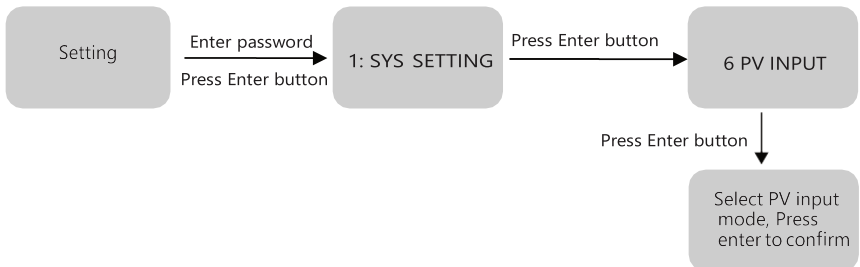 Setting
Enter password
Press Enter button
1: SYS SETTING
Press Enter button
6 PV INPUT
Press Enter button
Select PV input
mode, Press
enter to confirm